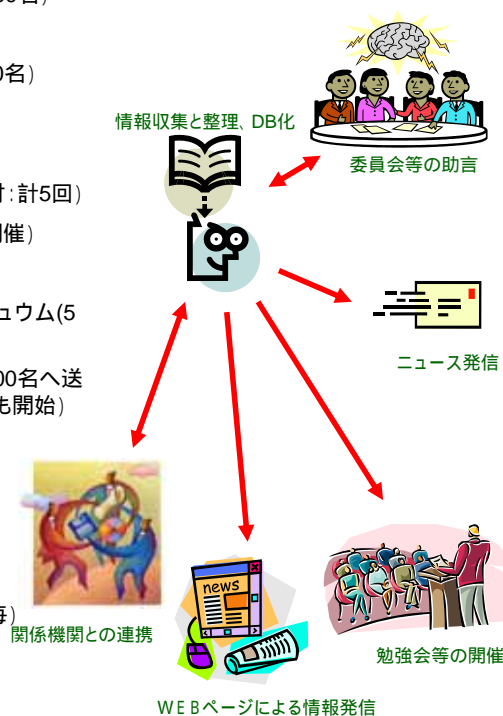 名)
0名)
情報収集と整理、DB化
委員会等の助言
:計5回)
催)
ュウム(5
ニュース発信
00名へ送
も開始)
news
)
関係機関との連携
勉強会等の開催
WEBページによる情報発信